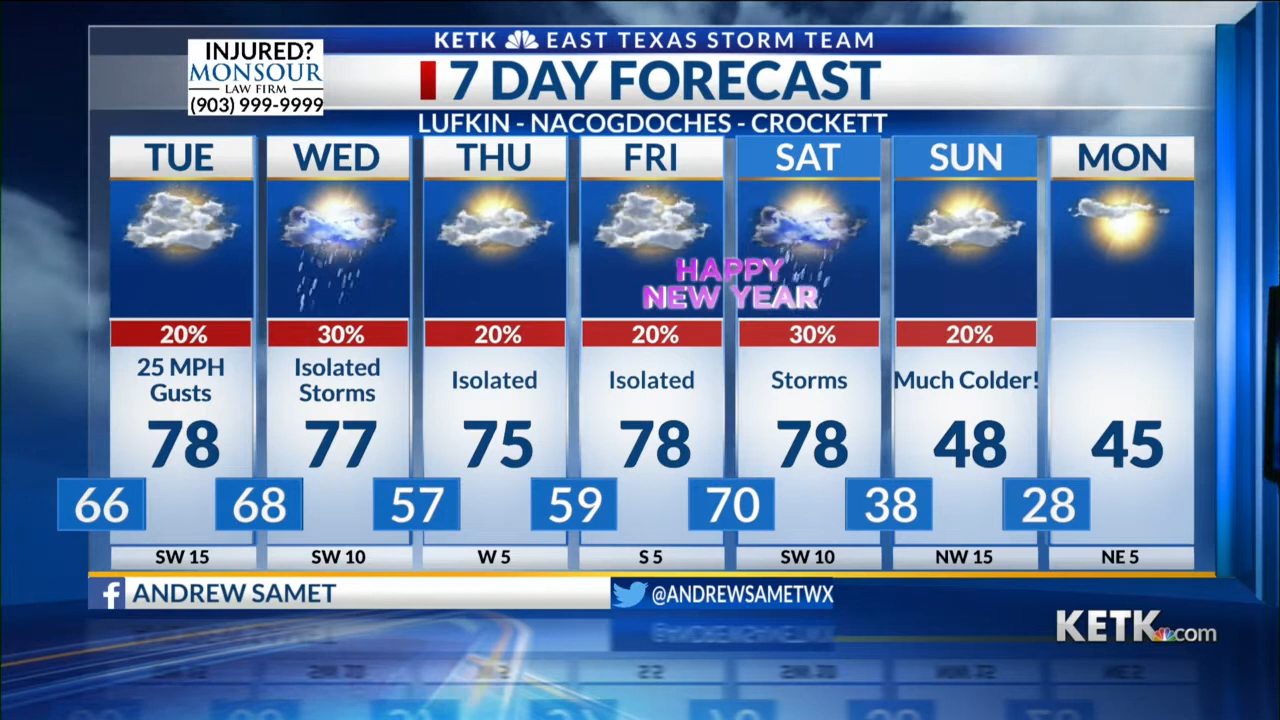 KETK EAST TEXAS STORM TEAM
INJURED?
MONSOUR
LAW FIRM
(903) 999-9999
7 DAY FORECAST
LUFKIN - NACOGDOCHES - CROCKETT
TUE WED THU FRI SAT SUN MON
HAPPY
NEW YEAR
20% 30% 20% 20% 30% 20%
25 MPH Gusts
Isolated Storms
Isolated
Isolated
Storms
Much Colder!
78 77 75 78 78 48 45
66 68 57 59 70 38 28
SW 15 SW 10 W 5 S 5 SW 10 NW 15 NE 5
f ANDREW SAMET @ANDREWSAMETWX
KETK.com